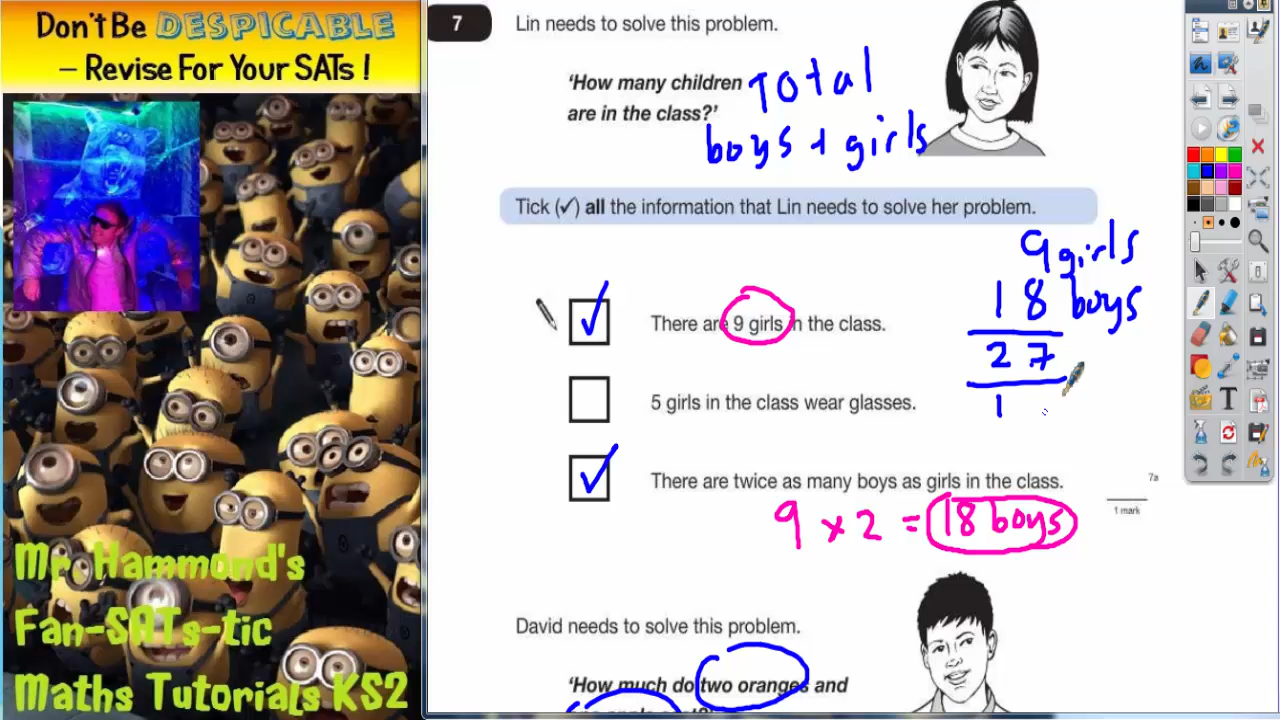 Don't Be DESPICABLE
– Revise For Your SATs !
Mr. Hammond's
Fan-SATs-tic
Maths Tutorials KS2
7
Lin needs to solve this problem.
'How many children
are in the class?'
Total
boys + girls
Tick (✓) all the information that Lin needs to solve her problem.
9 girls
18 boys
27
1
There are 9 girls in the class.
5 girls in the class wear glasses.
There are twice as many boys as girls in the class.
9 × 2 = 18 boys
7a
1 mark
David needs to solve this problem.
'How much do two oranges and